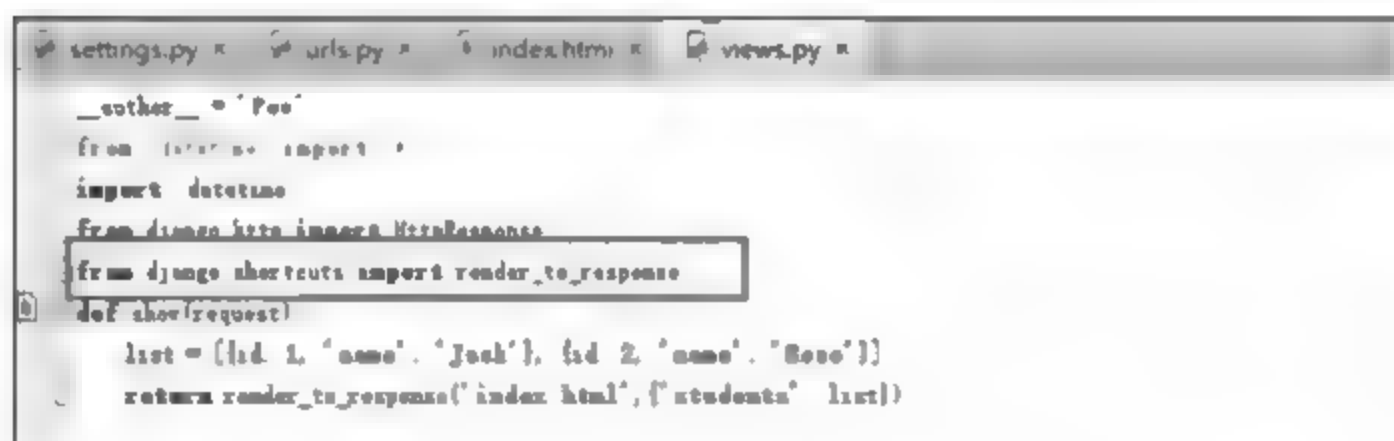 settings.py × urls.py × index.html × views.py ×
__author__ =
from import *
import datetime
from django.http import HttpResponse
from django.shortcuts import render_to_response
def show(request)
list = [{id 1, 'name': 'Jack'}, {id 2, 'name': 'Rose'}]
return render_to_response('index.html',{'students' list})